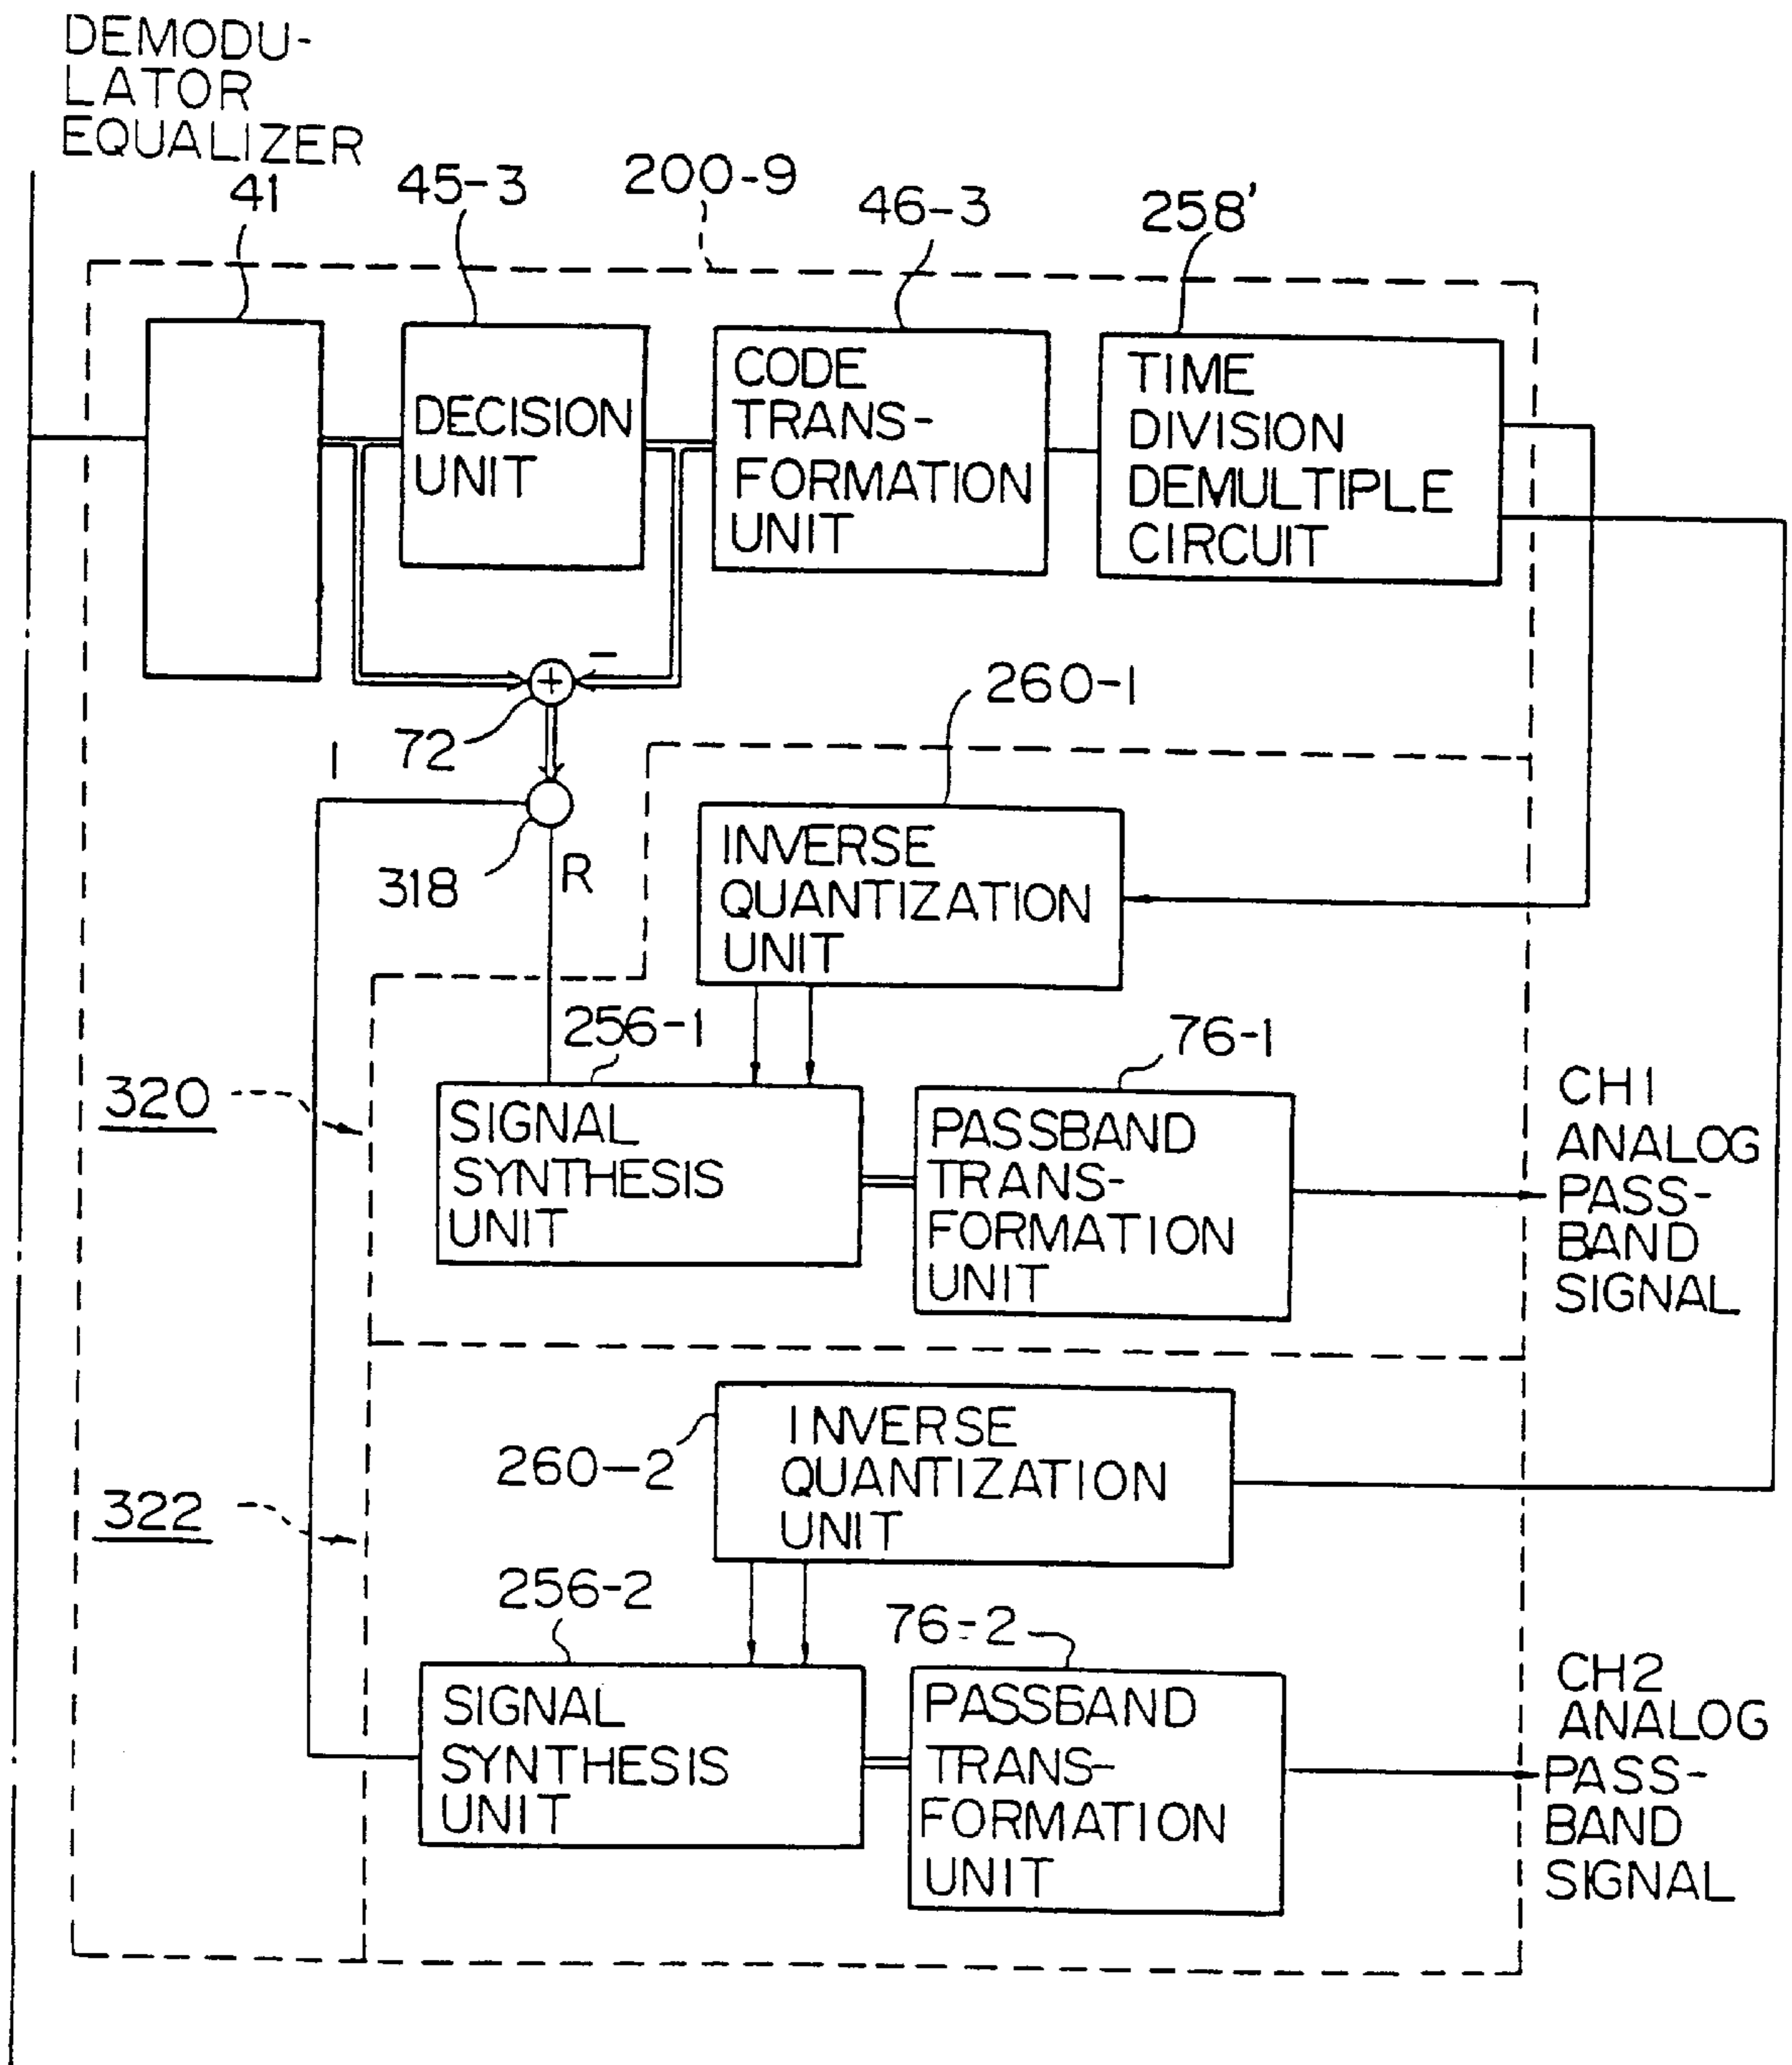 DEMODU-
LATOR
EQUALIZER
41
45-3
200-9
46-3
258'
DECISION
UNIT
CODE
TRANS-
FORMATION
UNIT
TIME
DIVISION
DEMULTIPLE
CIRCUIT
+
-
72
I
318
R
260-1
INVERSE
QUANTIZATION
UNIT
256-1
76-1
320
SIGNAL
SYNTHESIS
UNIT
PASSBAND
TRANS-
FORMATION
UNIT
CH1
ANALOG
PASS-
BAND
SIGNAL
260-2
INVERSE
QUANTIZATION
UNIT
322
256-2
76-2
SIGNAL
SYNTHESIS
UNIT
PASSBAND
TRANS-
FORMATION
UNIT
CH2
ANALOG
PASS-
BAND
SIGNAL